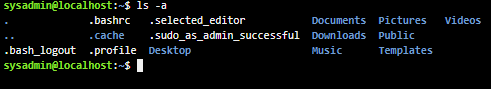 sysadmin@localhost:~$ ls -a
. .bashrc .selected_editor Documents Pictures Videos
.. .cache .sudo_as_admin_successful Downloads Public
.bash_logout .profile Desktop Music Templates
sysadmin@localhost:~$